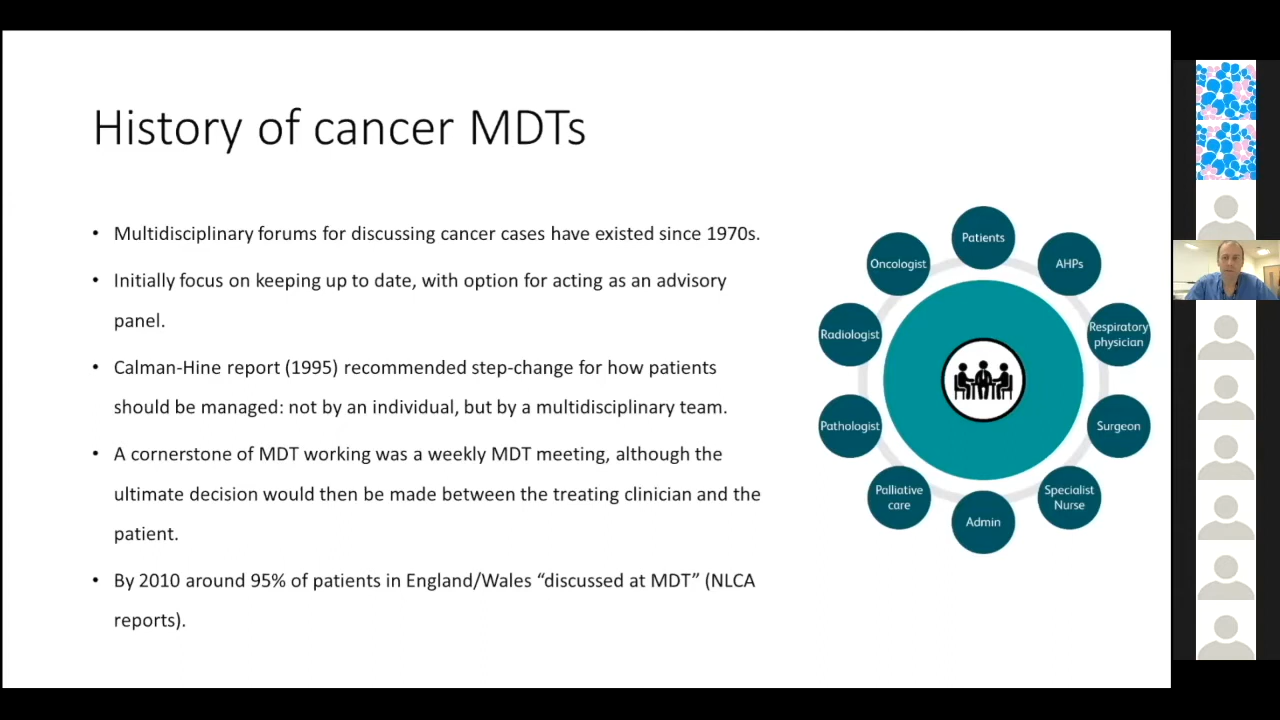 History of cancer MDTs
• Multidisciplinary forums for discussing cancer cases have existed since 1970s.
• Initially focus on keeping up to date, with option for acting as an advisory
panel.
• Calman-Hine report (1995) recommended step-change for how patients
should be managed: not by an individual, but by a multidisciplinary team.
• A cornerstone of MDT working was a weekly MDT meeting, although the
ultimate decision would then be made between the treating clinician and the
patient.
• By 2010 around 95% of patients in England/Wales “discussed at MDT” (NLCA
reports).
Patients
AHPs
Respiratory
physician
Surgeon
Specialist
Nurse
Admin
Palliative
care
Pathologist
Radiologist
Oncologist